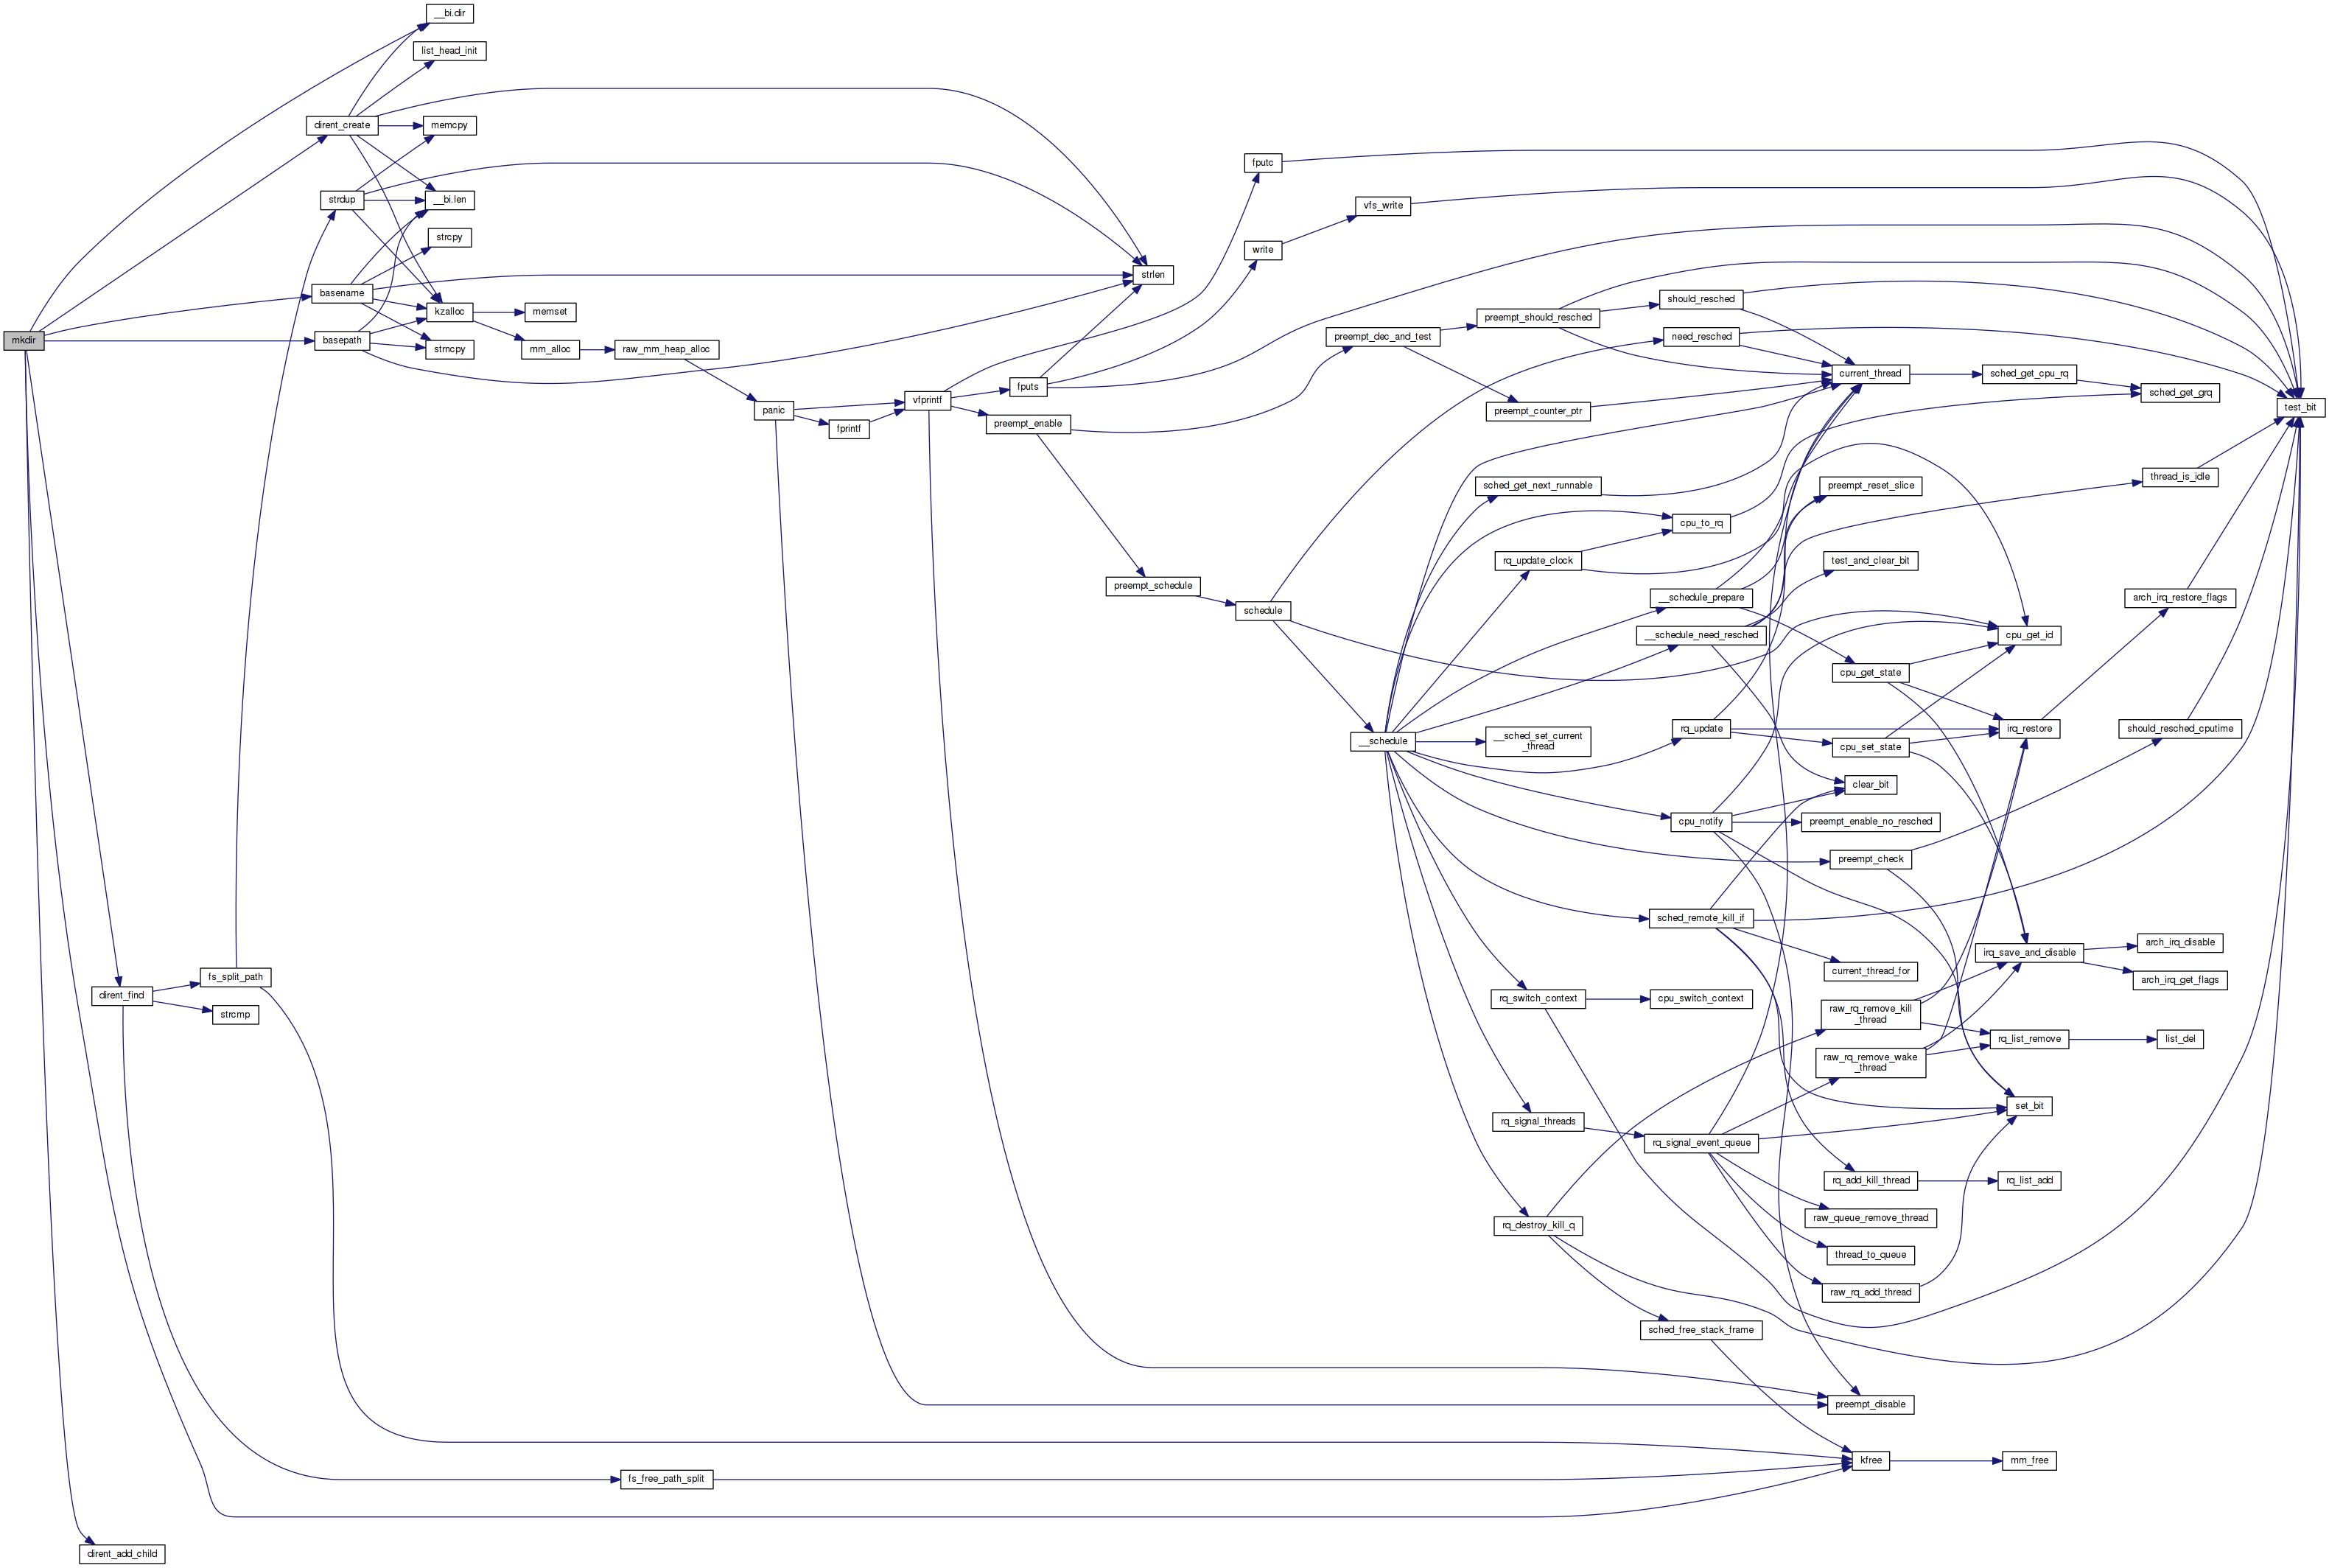 mkdir
__bi.dir
list_head_init
dirent_create
memcpy
strdup
__bi.len
strcpy
strlen
basename
kzalloc
memset
basepath
strncpy
mm_alloc
raw_mm_heap_alloc
panic
fprintf
vfprintf
fputs
preempt_enable
fputc
vfs_write
write
preempt_dec_and_test
preempt_should_resched
should_resched
need_resched
preempt_counter_ptr
current_thread
sched_get_cpu_rq
sched_get_grq
test_bit
sched_get_next_runnable
cpu_to_rq
rq_update_clock
preempt_reset_slice
thread_is_idle
test_and_clear_bit
preempt_schedule
schedule
__schedule_prepare
__schedule_need_resched
arch_irq_restore_flags
cpu_get_id
cpu_get_state
__schedule
__sched_set_current
_thread
rq_update
cpu_set_state
irq_restore
should_resched_cputime
clear_bit
cpu_notify
preempt_enable_no_resched
preempt_check
sched_remote_kill_if
current_thread_for
irq_save_and_disable
arch_irq_disable
arch_irq_get_flags
dirent_find
fs_split_path
strcmp
rq_switch_context
cpu_switch_context
raw_rq_remove_kill
_thread
rq_list_remove
list_del
raw_rq_remove_wake
_thread
set_bit
rq_signal_threads
rq_signal_event_queue
rq_add_kill_thread
rq_list_add
raw_queue_remove_thread
rq_destroy_kill_q
thread_to_queue
raw_rq_add_thread
sched_free_stack_frame
preempt_disable
fs_free_path_split
kfree
mm_free
dirent_add_child